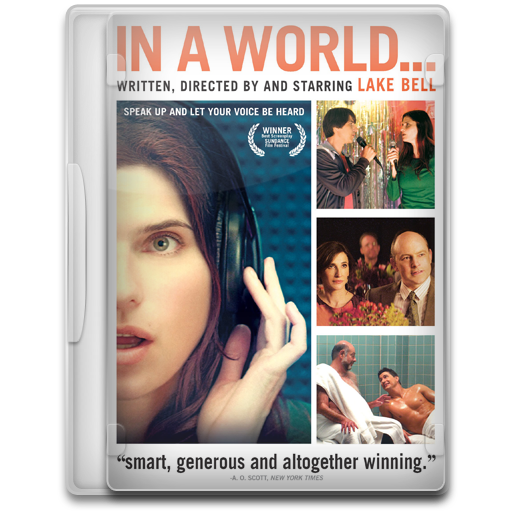 IN A WORLD...
WRITTEN, DIRECTED BY AND STARRING LAKE BELL
SPEAK UP AND LET YOUR VOICE BE HEARD
WINNER
Best Screenplay
SUNDANCE
Film Festival
“smart, generous and altogether winning.”
-A. O. SCOTT, NEW YORK TIMES